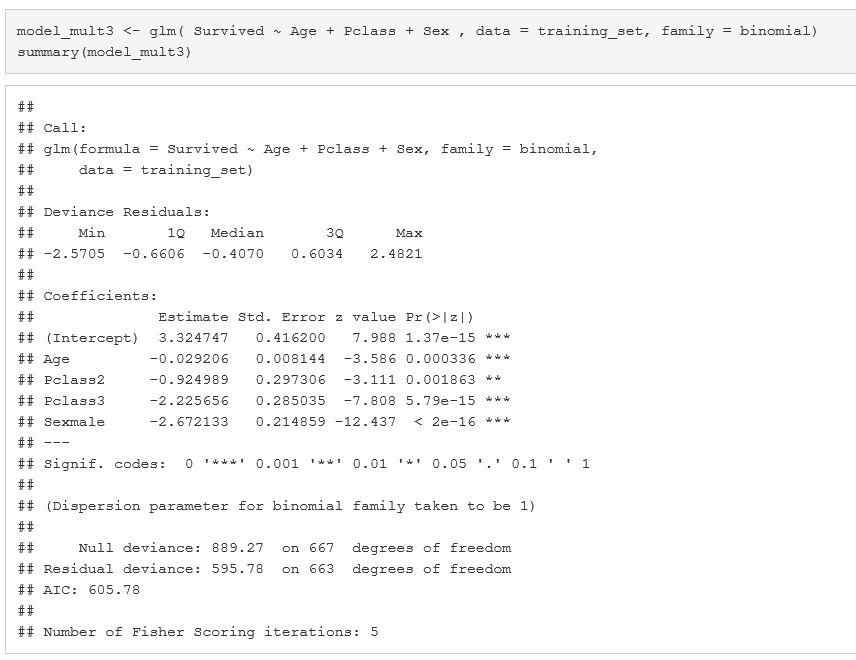 model_mult3 <- glm( Survived ~ Age + Pclass + Sex , data = training_set, family = binomial)
summary(model_mult3)
##
## Call:
## glm(formula = Survived ~ Age + Pclass + Sex, family = binomial,
##     data = training_set)
##
## Deviance Residuals:
##     Min       1Q   Median       3Q      Max
## -2.5705  -0.6606  -0.4070   0.6034   2.4821
##
## Coefficients:
##              Estimate Std. Error z value Pr(>|z|)
## (Intercept)  3.324747   0.416200   7.988 1.37e-15 ***
## Age         -0.029206   0.008144  -3.586 0.000336 ***
## Pclass2     -0.924989   0.297306  -3.111 0.001863 **
## Pclass3     -2.225656   0.285035  -7.808 5.79e-15 ***
## Sexmale     -2.672133   0.214859 -12.437  < 2e-16 ***
## ---
## Signif. codes:  0 '***' 0.001 '**' 0.01 '*' 0.05 '.' 0.1 ' ' 1
##
## (Dispersion parameter for binomial family taken to be 1)
##
##     Null deviance: 889.27  on 667  degrees of freedom
## Residual deviance: 595.78  on 663  degrees of freedom
## AIC: 605.78
##
## Number of Fisher Scoring iterations: 5